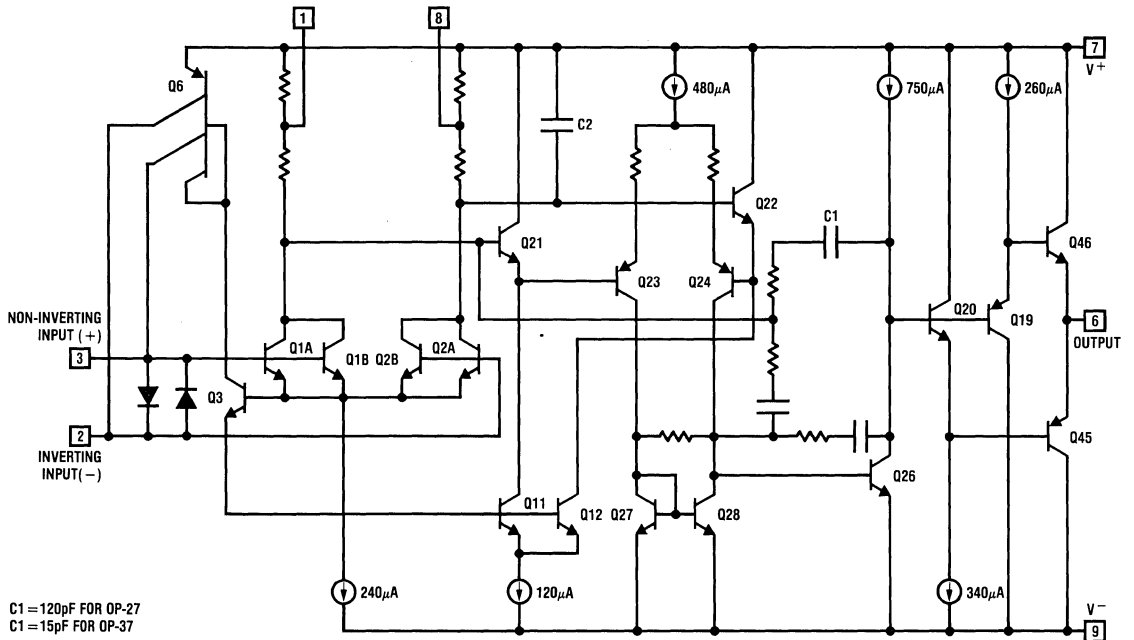 1
8
7
V+
Q6
480μA
750μA
260μA
C2
Q22
C1
Q21
Q46
Q23
Q24
NON-INVERTING
INPUT (+)
3
Q1A
Q1B
Q2B
Q2A
Q20
Q19
6
OUTPUT
Q3
2
INVERTING
INPUT(−)
Q45
Q26
Q11
Q12
Q27
Q28
240μA
120μA
340μA
C1=120pF FOR OP-27
C1=15pF FOR OP-37
V−
9